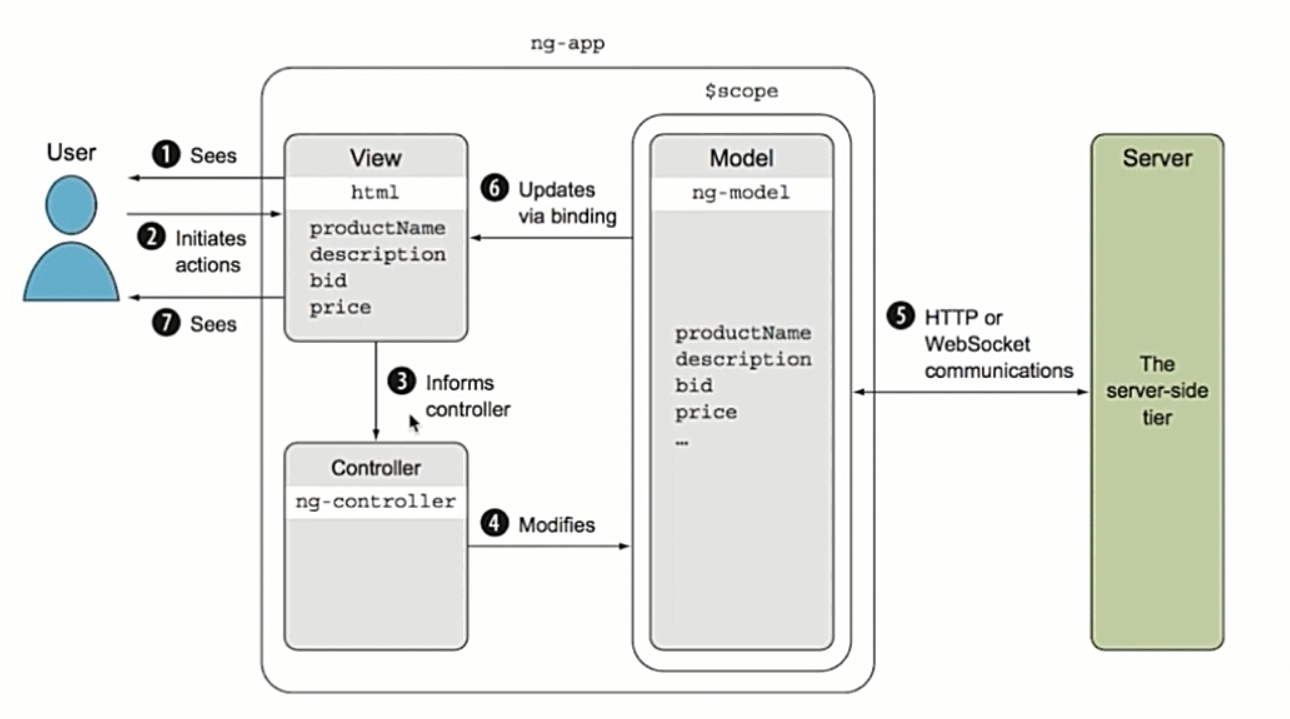 ng-app
$scope
User
1 Sees
2 Initiates
actions
7 Sees
View
html
productName
description
bid
price
3 Informs
controller
Controller
ng-controller
4 Modifies
6 Updates
via binding
Model
ng-model
productName
description
bid
price
…
5 HTTP or
WebSocket
communications
Server
The
server-side
tier